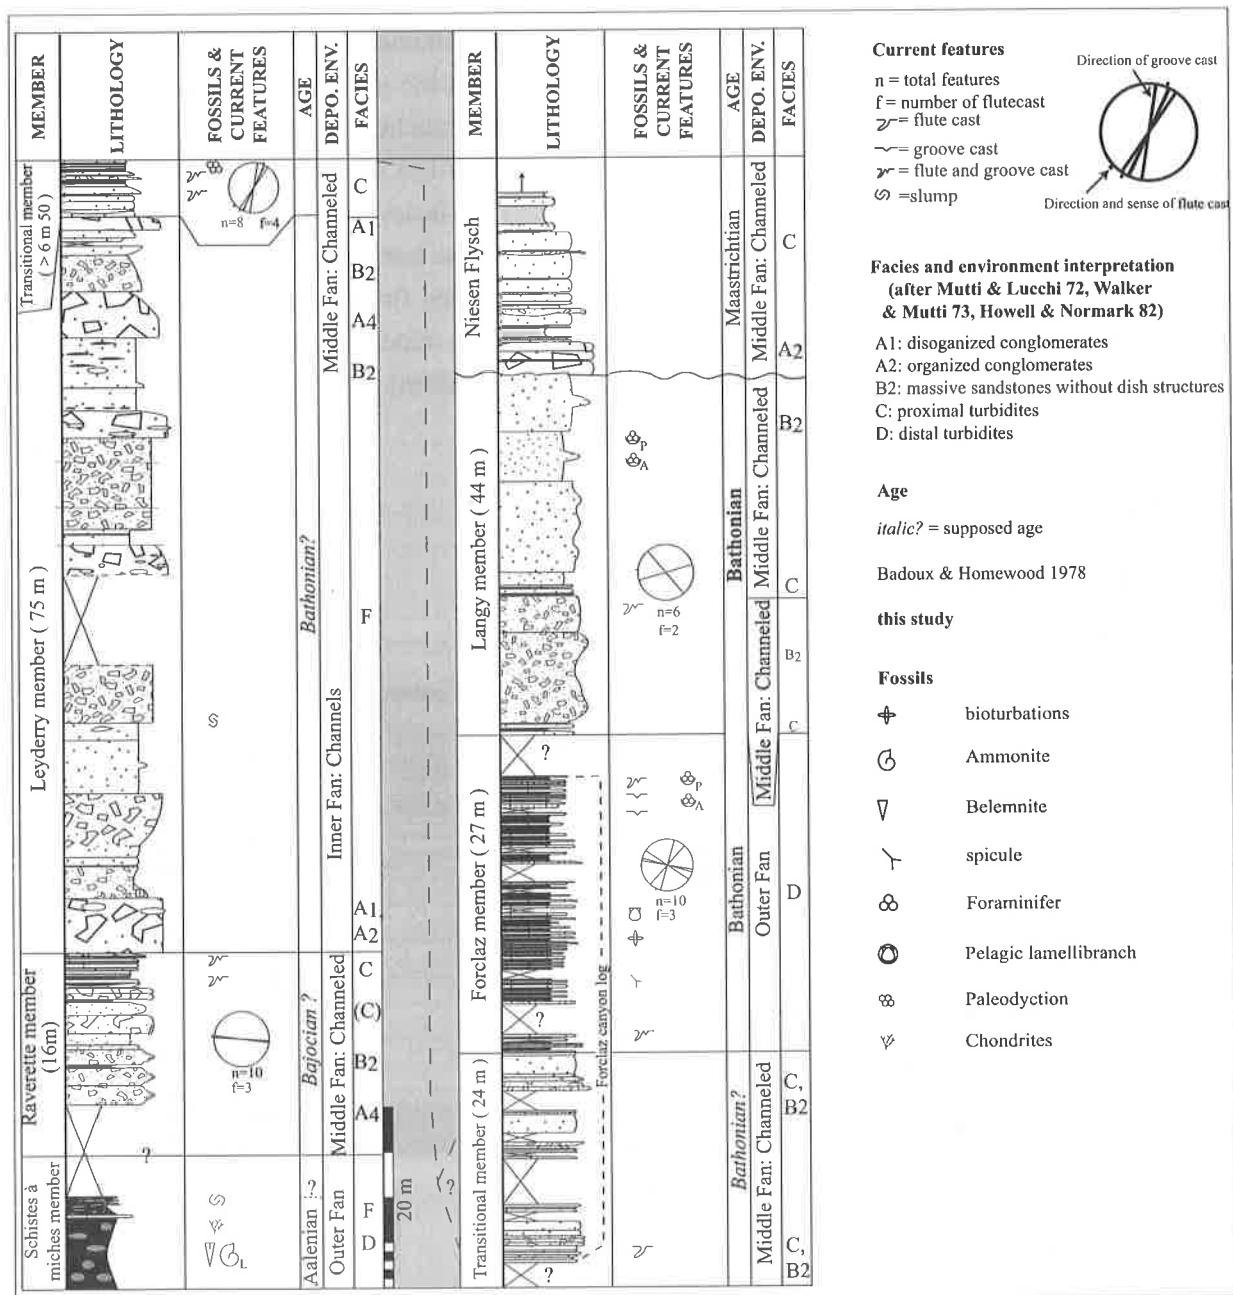 MEMBER
LITHOLOGY
FOSSILS &
CURRENT
FEATURES
AGE
DEPO. ENV.
FACIES
Transitional member
( > 6 m 50 )
n=8 f=4
Middle Fan: Channeled
C
A1
B2
A4
B2
Leyderry member ( 75 m )
Bathonian?
F
Inner Fan: Channels
A1,
A2
Raverette member
(16m)
n=10
f=3
Bajocian ?
Middle Fan: Channeled
C
(C)
B2
A4
?
Schistes à
miches member
L
Aalenian ?
Outer Fan
F
D
20 m
?
MEMBER
LITHOLOGY
FOSSILS &
CURRENT
FEATURES
AGE
DEPO. ENV.
FACIES
Niesen Flysch
Maastrichtian
Middle Fan: Channeled
C
A2
Langy member ( 44 m )
P
A
n=6
f=2
Bathonian
Middle Fan: Channeled
B2
C
Middle Fan: Channeled
B2
C
Forclaz member ( 27 m )
?
P
A
n=10
f=3
?
Forclaz canyon log
Bathonian
Outer Fan
D
Transitional member ( 24 m )
?
Bathonian?
Middle Fan: Channeled
C,
B2
C,
B2
Current features
n = total features
f = number of flutecast
= flute cast
= groove cast
= flute and groove cast
=slump
Direction of groove cast
Direction and sense of flute cast
Facies and environment interpretation
(after Mutti & Lucchi 72, Walker
& Mutti 73, Howell & Normark 82)
A1: disoganized conglomerates
A2: organized conglomerates
B2: massive sandstones without dish structures
C: proximal turbidites
D: distal turbidites
Age
italic? = supposed age
Badoux & Homewood 1978
this study
Fossils
bioturbations
Ammonite
Belemnite
spicule
Foraminifer
Pelagic lamellibranch
Paleodyction
Chondrites